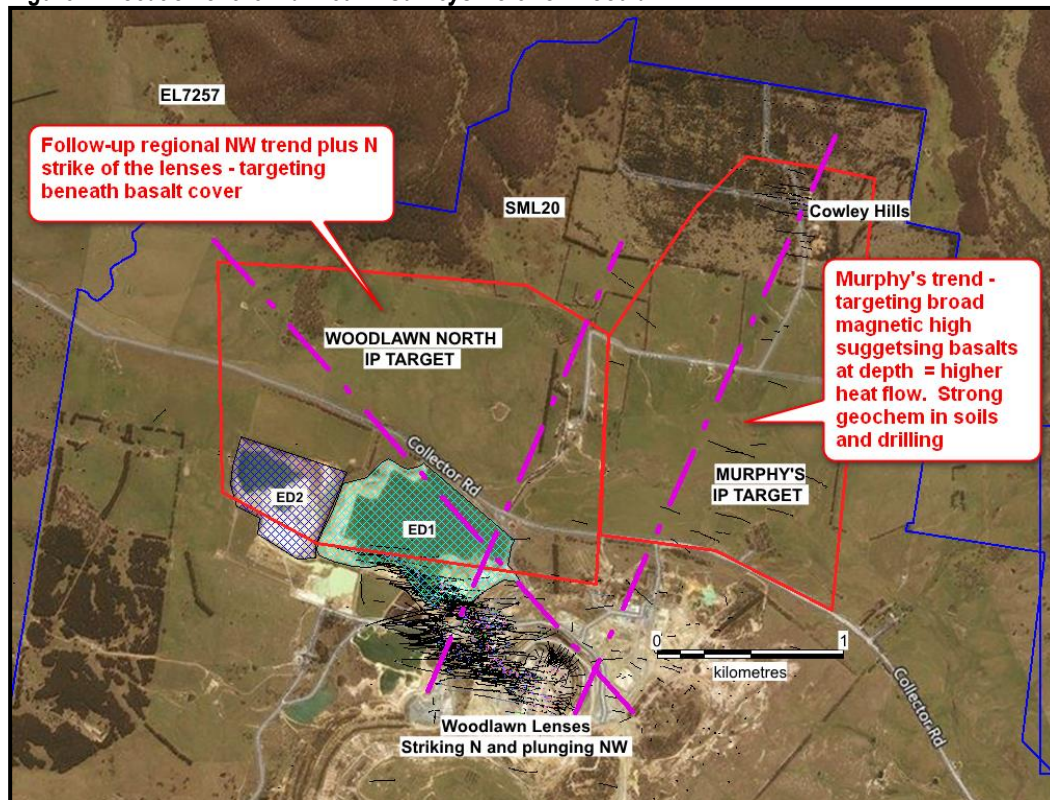 EL7257
Follow-up regional NW trend plus N
strike of the lenses - targeting
beneath basalt cover
SML20
Cowley Hills
Murphy's trend -
targeting broad
magnetic high
suggetsing basalts
at depth = higher
heat flow. Strong
geochem in soils
and drilling
WOODLAWN NORTH
IP TARGET
Collector Rd
MURPHY'S
IP TARGET
ED2
ED1
0 1
kilometres
Collector Rd
Woodlawn Lenses
Striking N and plunging NW